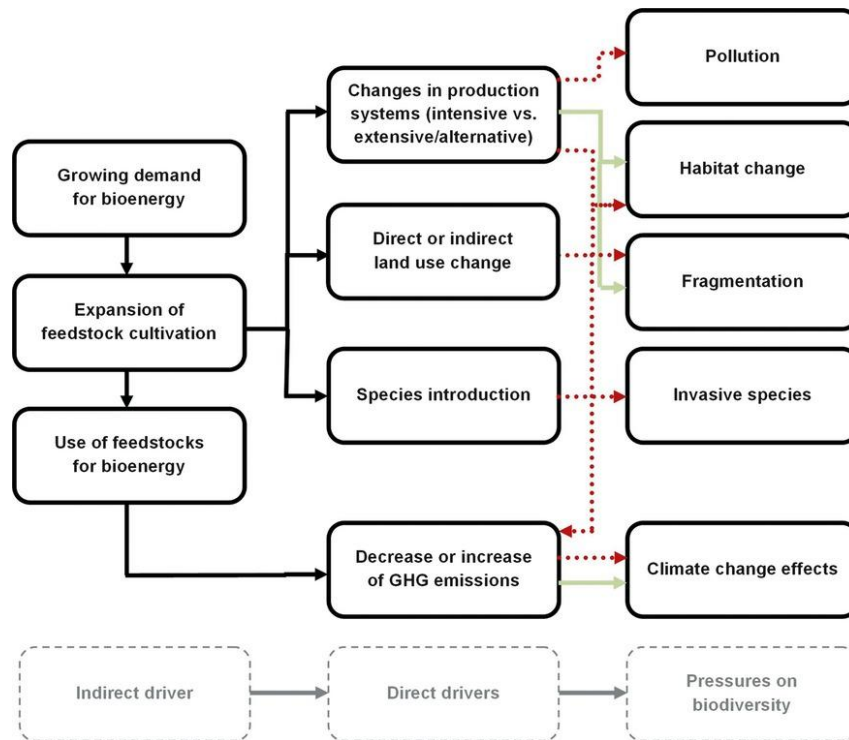 Growing demand
for bioenergy
Expansion of
feedstock cultivation
Use of feedstocks
for bioenergy
Changes in production
systems (intensive vs.
extensive/alternative)
Direct or indirect
land use change
Species introduction
Decrease or increase
of GHG emissions
Pollution
Habitat change
Fragmentation
Invasive species
Climate change effects
Indirect driver
Direct drivers
Pressures on
biodiversity